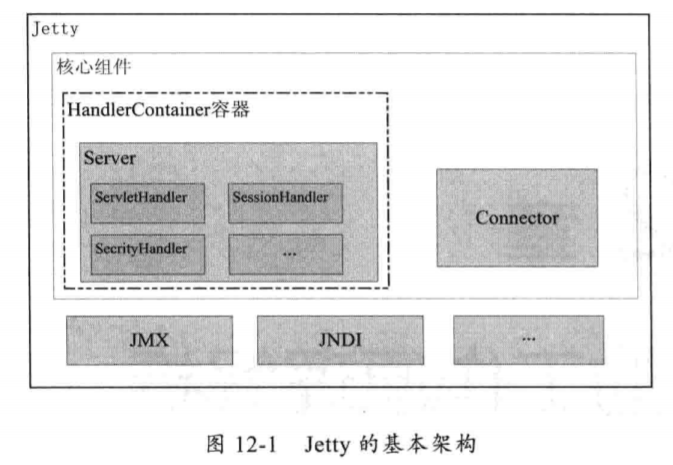 Jetty
核心组件
HandlerContainer容器
Server
ServletHandler
SessionHandler
SecrityHandler
...
Connector
JMX
JNDI
...
图 12-1 Jetty 的基本架构